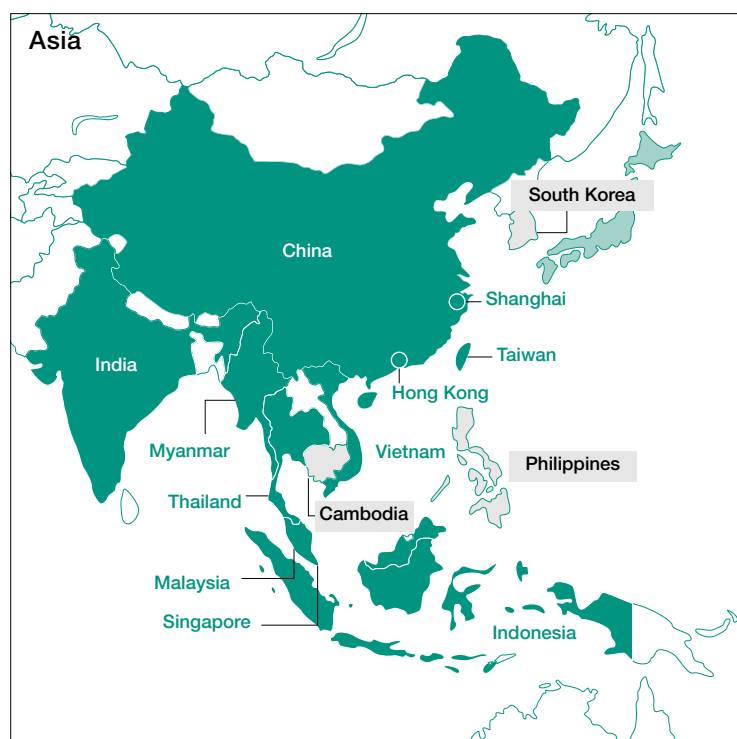 Asia
South Korea
China
Shanghai
Taiwan
India
Hong Kong
Myanmar
Vietnam
Philippines
Thailand
Cambodia
Malaysia
Singapore
Indonesia